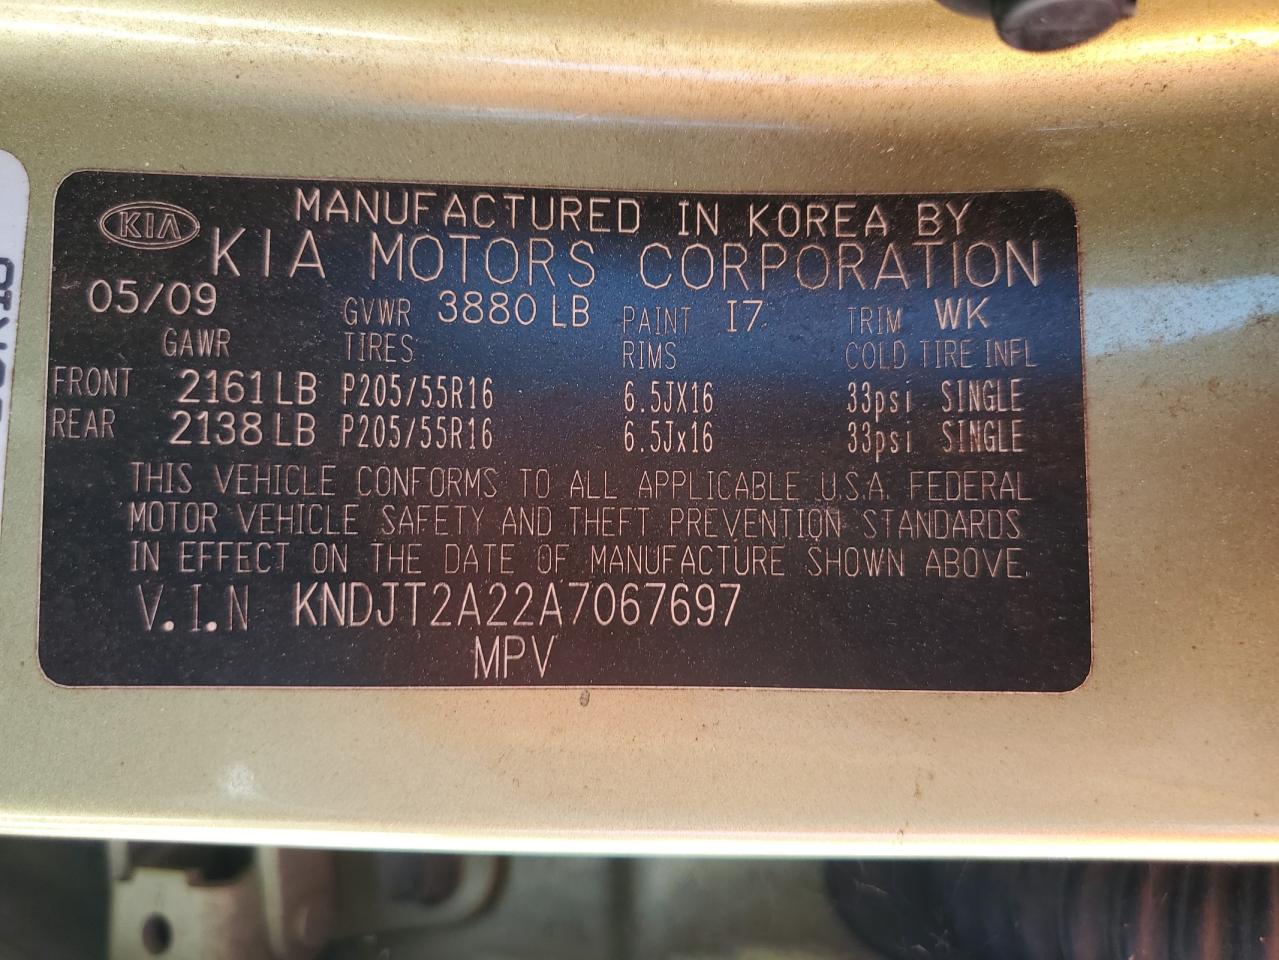 MANUFACTURED IN KOREA BY
KIA KIA MOTORS CORPORATION
05/09 GVWR 3880 LB PAINT I7 TRIM WK
GAWR TIRES RIMS COLD TIRE INFL
FRONT 2161 LB P205/55R16 6.5JX16 33psi SINGLE
REAR 2138 LB P205/55R16 6.5Jx16 33psi SINGLE
THIS VEHICLE CONFORMS TO ALL APPLICABLE U.S.A. FEDERAL
MOTOR VEHICLE SAFETY AND THEFT PREVENTION STANDARDS
IN EFFECT ON THE DATE OF MANUFACTURE SHOWN ABOVE.
V.I.N KNDJT2A22A7067697
MPV